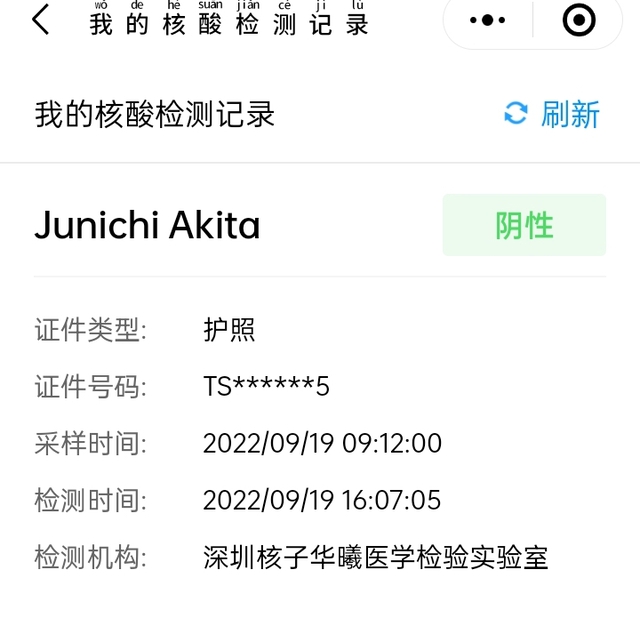 wǒ de hé suān jiǎn cè jì lù
我的核酸检测记录
我的核酸检测记录 刷新
Junichi Akita 阴性
证件类型: 护照
证件号码: TS******5
采样时间: 2022/09/19 09:12:00
检测时间: 2022/09/19 16:07:05
检测机构: 深圳核子华曦医学检验实验室